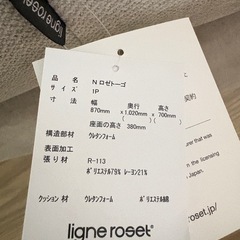 ligne roset
品 名 N ロゼトーゴ
サイズ 1P
寸 法 幅 奥行 高さ
870mm x 1,020mm x 700mm
座面の高さ 380mm
構造部材 ウレタンフォーム
表面加工
張り材 R-113
ポリエステル79% レーヨン21%
クッション材 ウレタンフォーム ポリエステル綿
ligne roset
契約
urer that
was
in the licensing
Japan.
roset.jp/